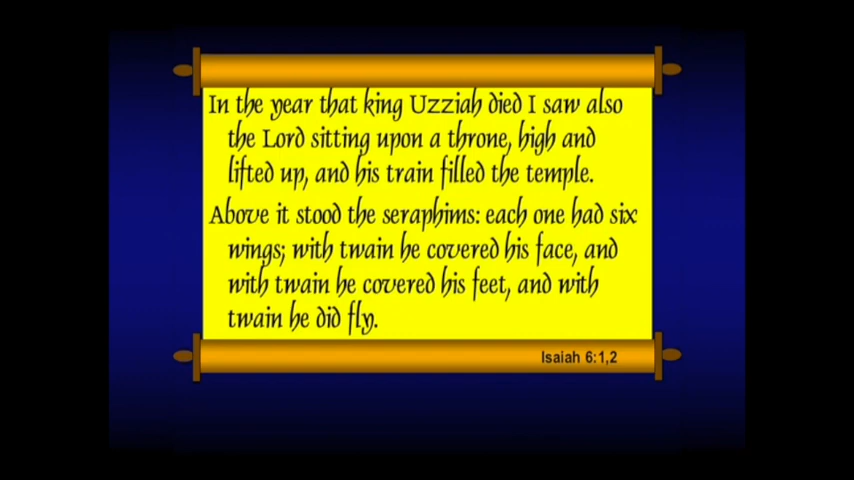 In the year that king Uzziah died I saw also
the Lord sitting upon a throne, high and
lifted up, and his train filled the temple.
Above it stood the seraphims: each one had six
wings; with twain he covered his face, and
with twain he covered his feet, and with
twain he did fly.
Isaiah 6:1,2